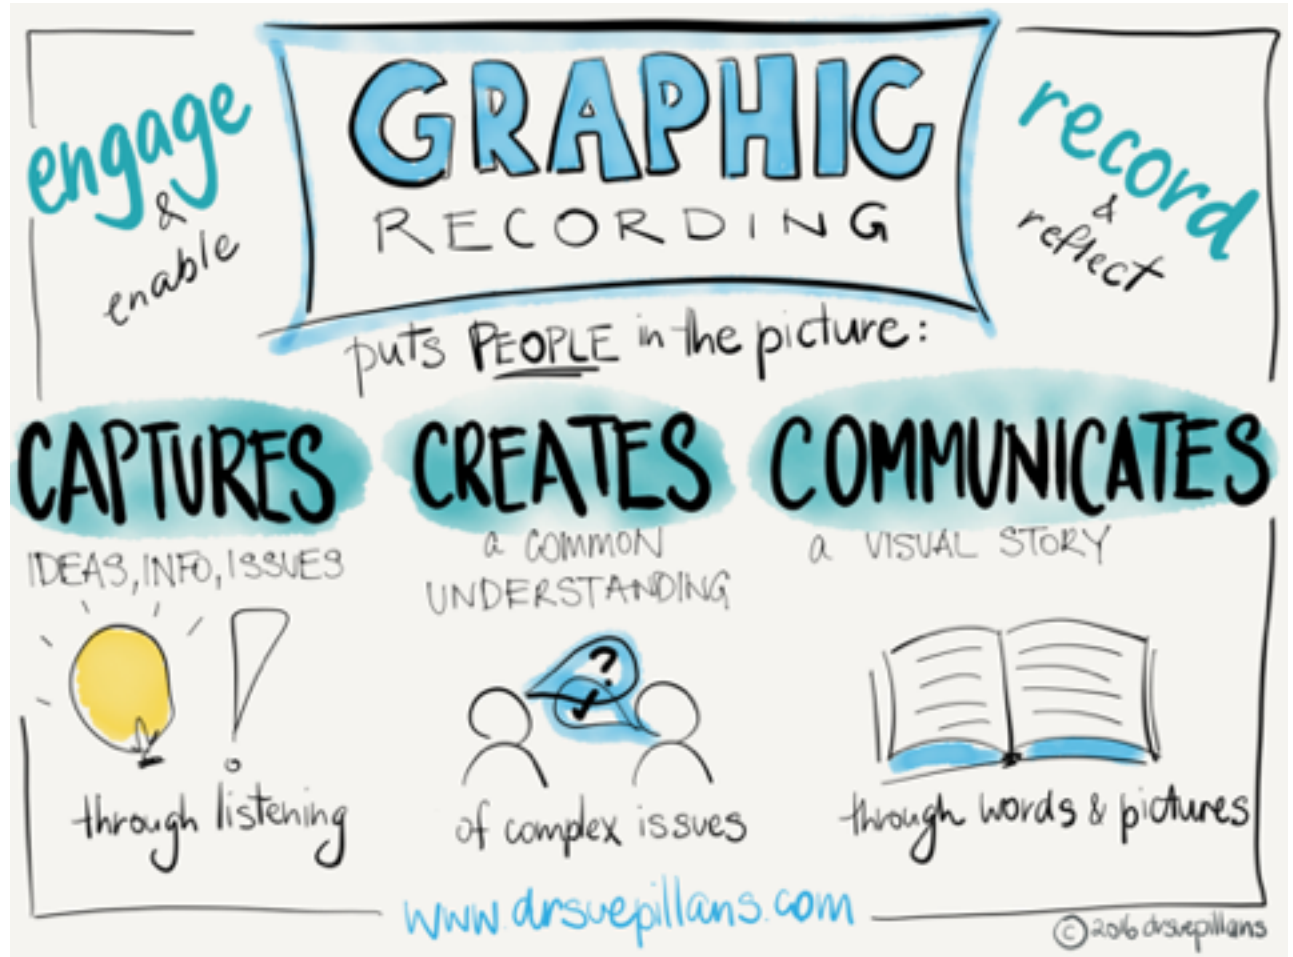 engage
&
enable
GRAPHIC
RECORDING
record
&
reflect
puts PEOPLE in the picture:
CAPTURES
IDEAS, INFO, ISSUES
through listening
CREATES
a COMMON
UNDERSTANDING
?
of complex issues
COMMUNICATES
a VISUAL STORY
through words & pictures
www.drsuepillans.com
© 2016 drsuepillans